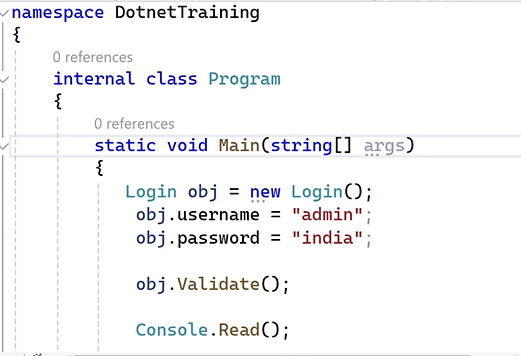 namespace DotnetTraining
{
0 references
internal class Program
{
0 references
static void Main(string[] args)
{
Login obj = new Login();
obj.username = "admin";
obj.password = "india";
obj.Validate();
Console.Read();